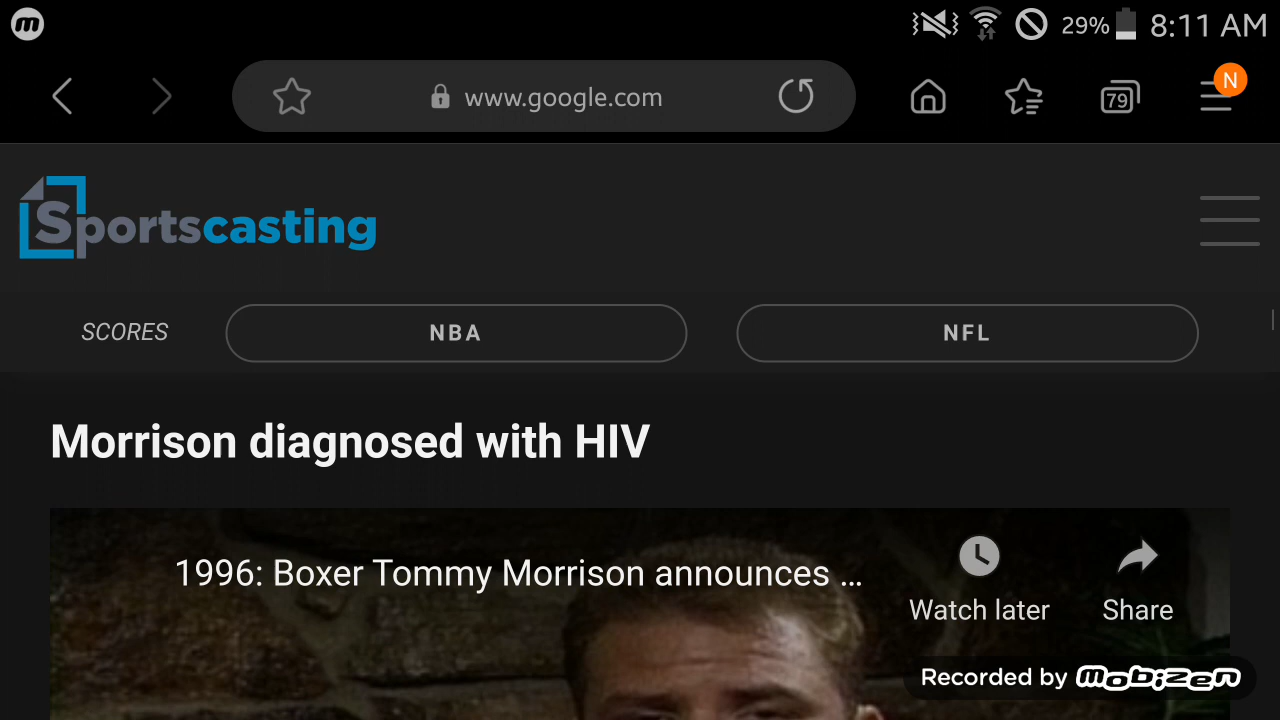 m
29% 8:11 AM
www.google.com
79
N
Sportscasting
SCORES NBA NFL
Morrison diagnosed with HIV
1996: Boxer Tommy Morrison announces ...
Watch later Share
Recorded by mobizen